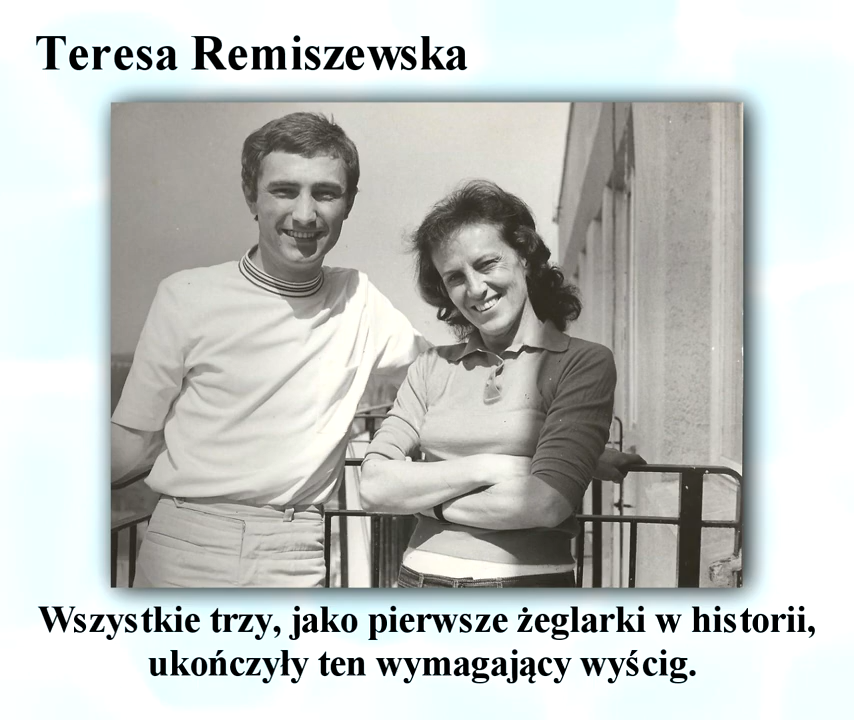 Teresa Remiszewska
Wszystkie trzy, jako pierwsze żeglarki w historii,
ukończyły ten wymagający wyścig.